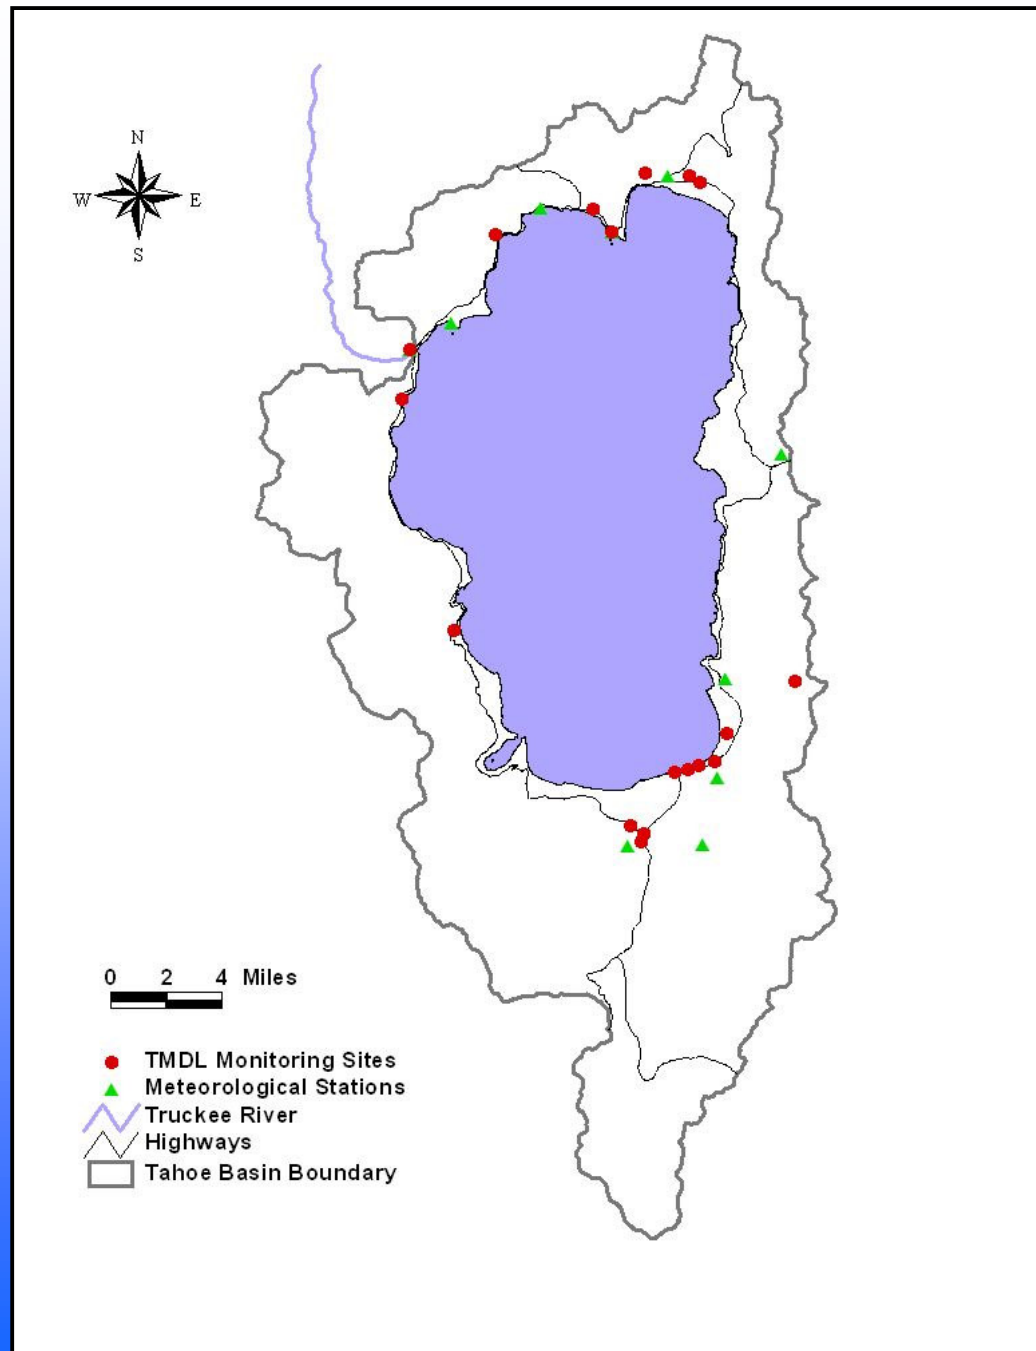 N
W E
S
0 2 4 Miles
TMDL Monitoring Sites
Meteorological Stations
Truckee River
Highways
Tahoe Basin Boundary